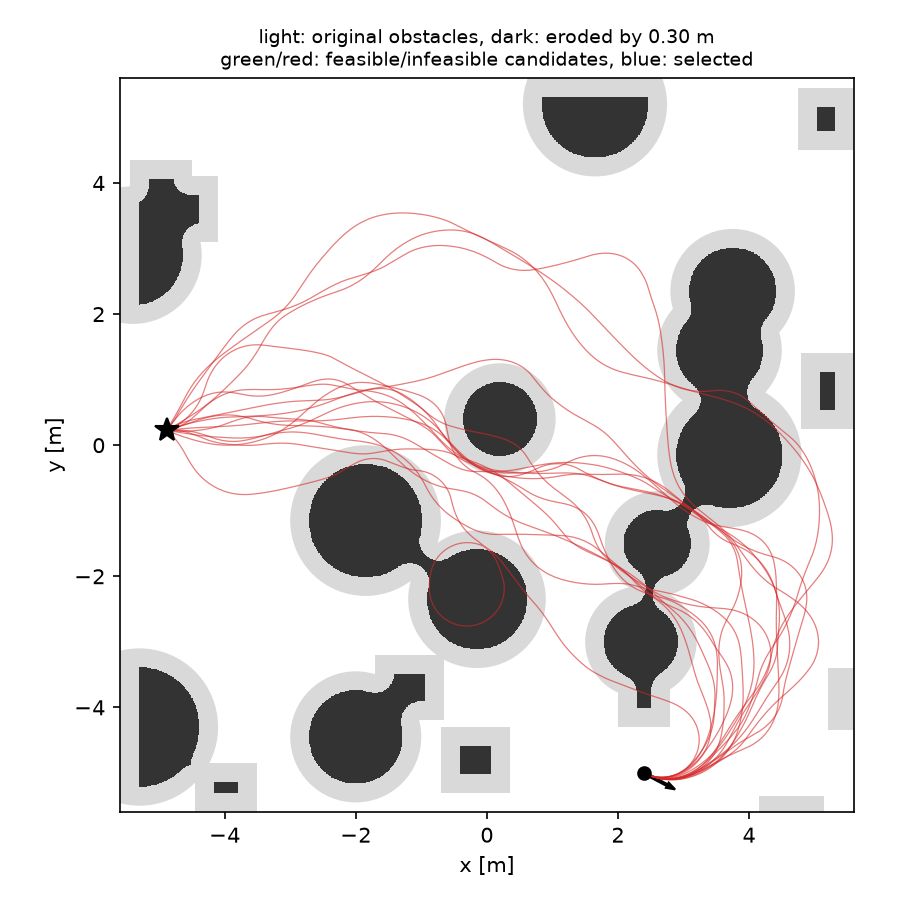 light: original obstacles, dark: eroded by 0.30 m
green/red: feasible/infeasible candidates, blue: selected
4
2
0
−2
−4
y [m]
−4
−2
0
2
4
x [m]